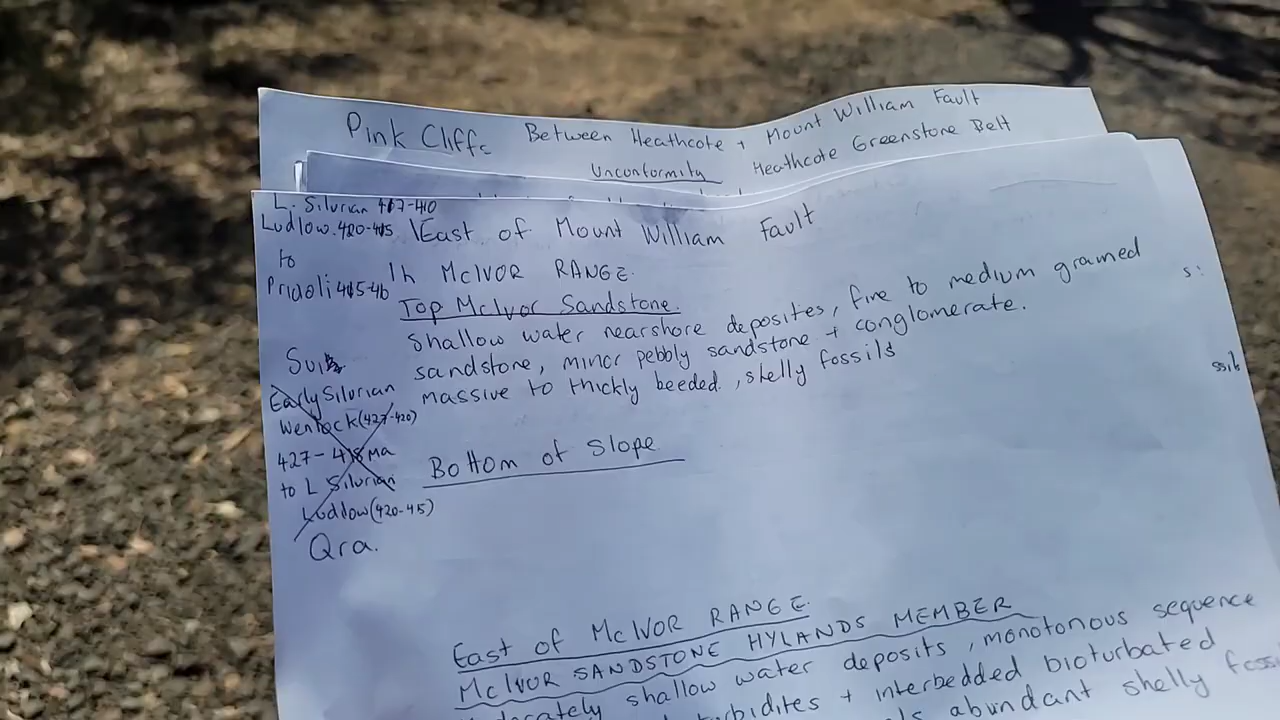 Pink Cliffs Between Heathcote + Mount William Fault
Unconformity Heathcote Greenstone Belt
L. Silurian 417-410
Ludlow 420-415 East of Mount William Fault
to In McIVOR RANGE.
Pridoli 415-410
Top McIvor Sandstone.
Shallow water nearshore deposites, fine to medium grained
sandstone, minor pebbly sandstone + conglomerate.
massive to thickly beeded, shelly fossils
Early Silurian
Wenlock (427-420)
427-418 Ma
to L Silurian
Ludlow (420-415)
Bottom of Slope
Qra.
East of McIVOR RANGE.
McIVOR SANDSTONE HYLANDS MEMBER
shallow water deposits, monotonous sequence
+ interbedded bioturbated
abundant shelly